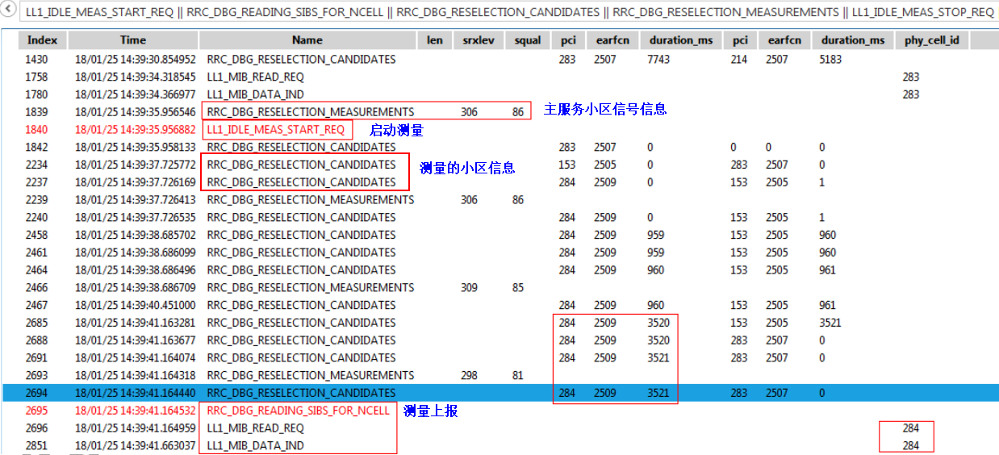 LL1_IDLE_MEAS_START_REQ || RRC_DBG_READING_SIBS_FOR_NCELL || RRC_DBG_RESELECTION_CANDIDATES || RRC_DBG_RESELECTION_MEASUREMENTS || LL1_IDLE_MEAS_STOP_REQ
Index Time Name len srxlev squal pci earfcn duration_ms pci earfcn duration_ms phy_cell_id
1430 18/01/25 14:39:30.854952 RRC_DBG_RESELECTION_CANDIDATES 283 2507 7743 214 2507 5183
1758 18/01/25 14:39:34.318545 LL1_MIB_READ_REQ 283
1780 18/01/25 14:39:34.366977 LL1_MIB_DATA_IND 283
1839 18/01/25 14:39:35.956546 RRC_DBG_RESELECTION_MEASUREMENTS 306 86 主服务小区信号信息
1840 18/01/25 14:39:35.956882 LL1_IDLE_MEAS_START_REQ 启动测量
1842 18/01/25 14:39:35.958133 RRC_DBG_RESELECTION_CANDIDATES 283 2507 0 0 0 0
2234 18/01/25 14:39:37.725772 RRC_DBG_RESELECTION_CANDIDATES 测量的小区信息 153 2505 0 283 2507 0
2237 18/01/25 14:39:37.726169 RRC_DBG_RESELECTION_CANDIDATES 284 2509 0 153 2505 1
2239 18/01/25 14:39:37.726413 RRC_DBG_RESELECTION_MEASUREMENTS 306 86
2240 18/01/25 14:39:37.726535 RRC_DBG_RESELECTION_CANDIDATES 284 2509 0 153 2505 1
2458 18/01/25 14:39:38.685702 RRC_DBG_RESELECTION_CANDIDATES 284 2509 959 153 2505 960
2461 18/01/25 14:39:38.686099 RRC_DBG_RESELECTION_CANDIDATES 284 2509 959 153 2505 960
2464 18/01/25 14:39:38.686496 RRC_DBG_RESELECTION_CANDIDATES 284 2509 960 153 2505 961
2466 18/01/25 14:39:38.686709 RRC_DBG_RESELECTION_MEASUREMENTS 309 85
2467 18/01/25 14:39:40.451000 RRC_DBG_RESELECTION_CANDIDATES 284 2509 960 153 2505 961
2685 18/01/25 14:39:41.163281 RRC_DBG_RESELECTION_CANDIDATES 284 2509 3520 153 2505 3521
2688 18/01/25 14:39:41.163677 RRC_DBG_RESELECTION_CANDIDATES 284 2509 3520 283 2507 0
2691 18/01/25 14:39:41.164074 RRC_DBG_RESELECTION_CANDIDATES 284 2509 3521 283 2507 0
2693 18/01/25 14:39:41.164318 RRC_DBG_RESELECTION_MEASUREMENTS 298 81
2694 18/01/25 14:39:41.164440 RRC_DBG_RESELECTION_CANDIDATES 284 2509 3521 283 2507 0
2695 18/01/25 14:39:41.164532 RRC_DBG_READING_SIBS_FOR_NCELL 测量上报
2696 18/01/25 14:39:41.164959 LL1_MIB_READ_REQ 284
2851 18/01/25 14:39:41.663037 LL1_MIB_DATA_IND 284